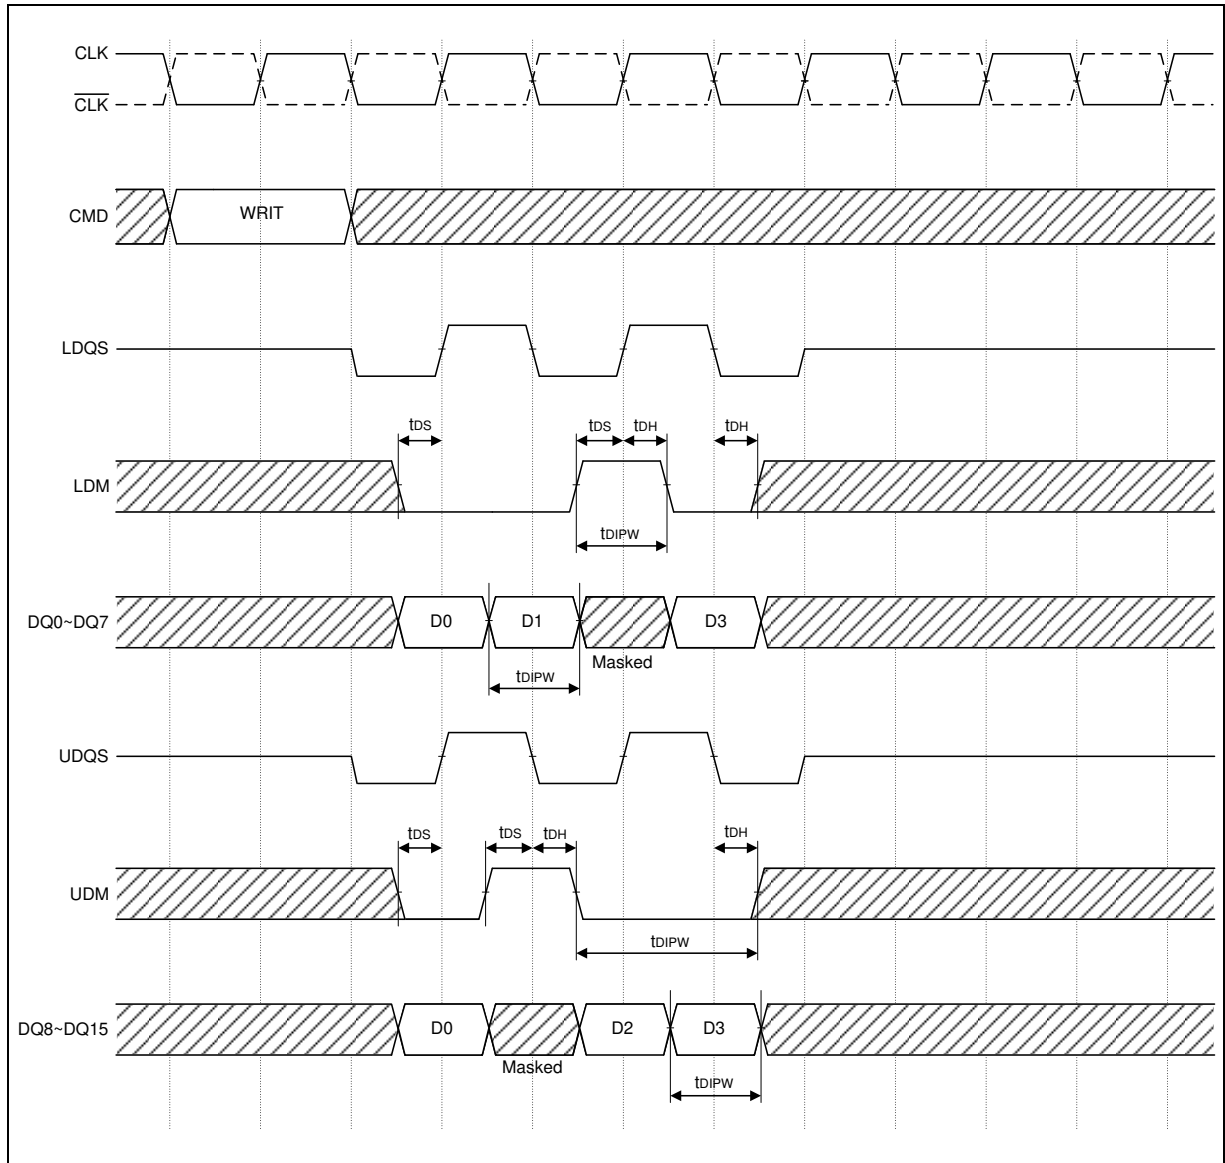 CLK
CLK
CMD
WRIT
LDQS
tDS
tDS
tDH
tDH
LDM
tDIPW
DQ0~DQ7
D0
D1
D3
Masked
tDIPW
UDQS
tDS
tDS
tDH
tDH
UDM
tDIPW
DQ8~DQ15
D0
D2
D3
Masked
tDIPW